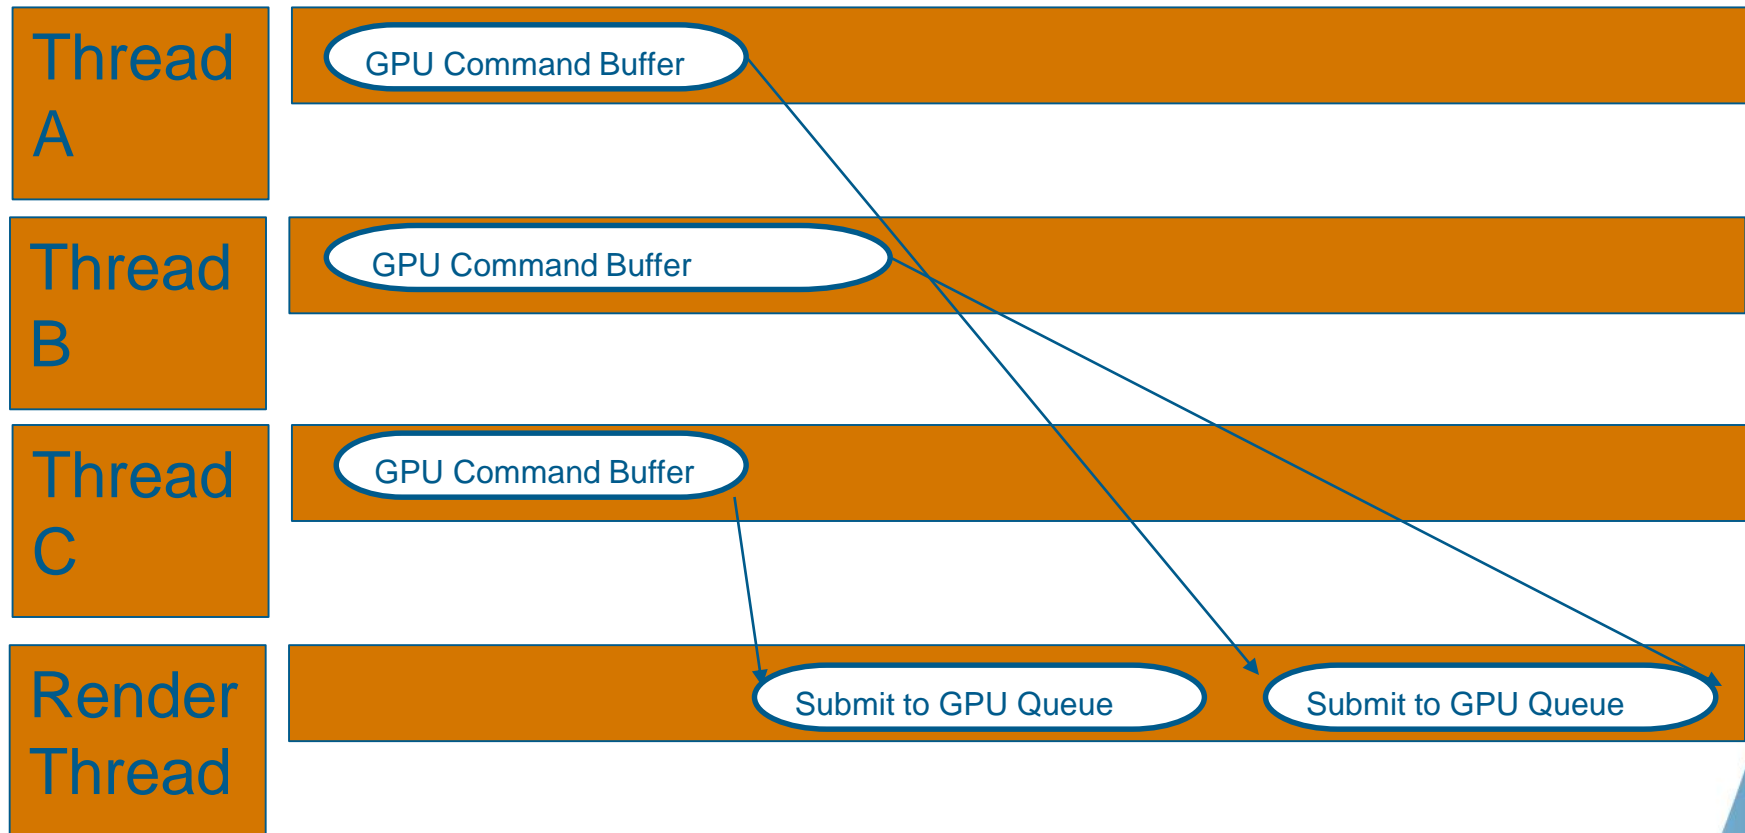 Thread
A
GPU Command Buffer
Thread
B
GPU Command Buffer
Thread
C
GPU Command Buffer
Render
Thread
Submit to GPU Queue
Submit to GPU Queue